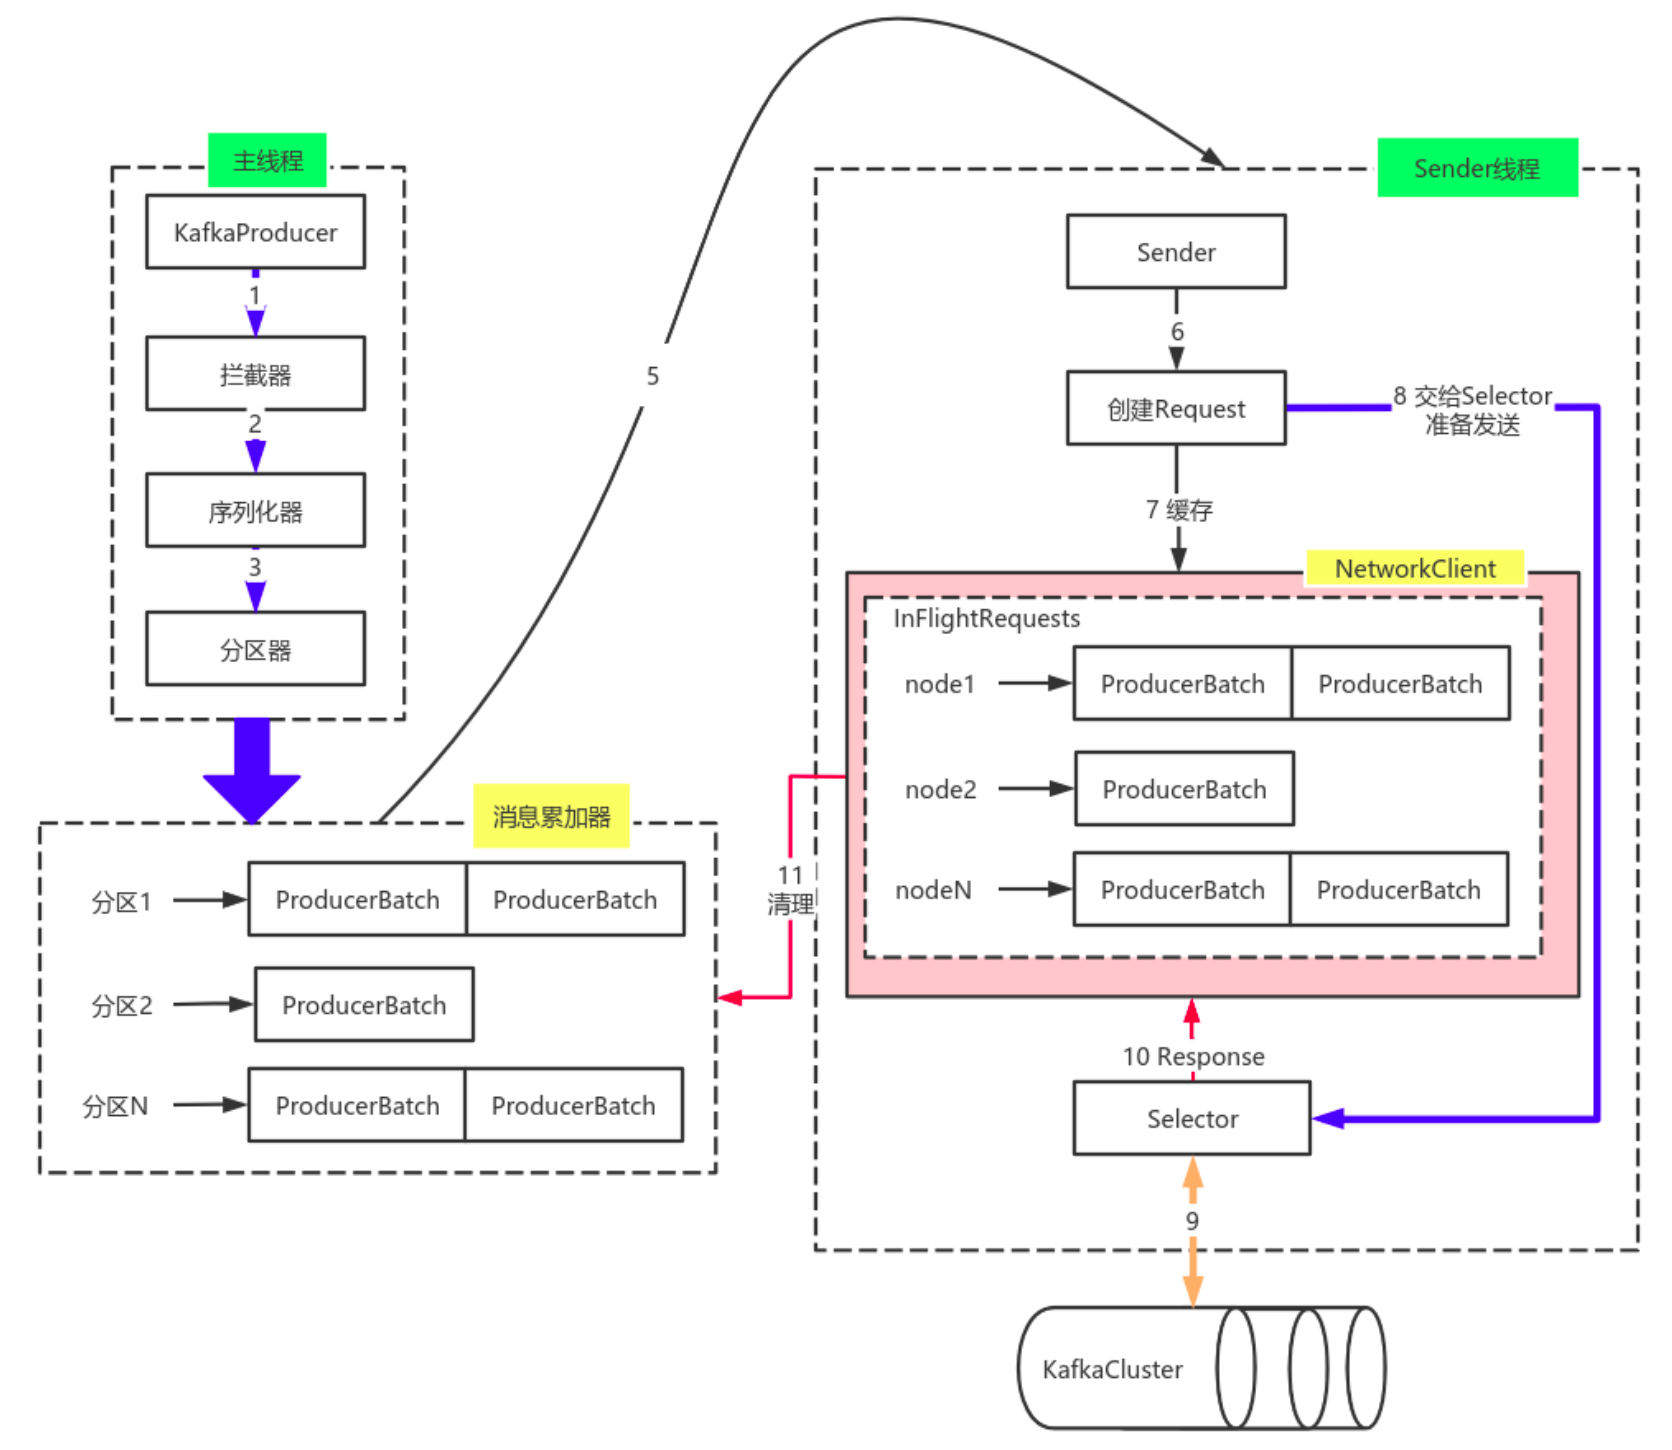 主线程
KafkaProducer
1
拦截器
2
序列化器
3
分区器
消息累加器
分区1
ProducerBatch
ProducerBatch
分区2
ProducerBatch
分区N
ProducerBatch
ProducerBatch
5
Sender线程
Sender
6
创建Request
8 交给Selector
准备发送
7 缓存
NetworkClient
InFlightRequests
node1
ProducerBatch
ProducerBatch
node2
ProducerBatch
nodeN
ProducerBatch
ProducerBatch
11
清理
10 Response
Selector
9
KafkaCluster